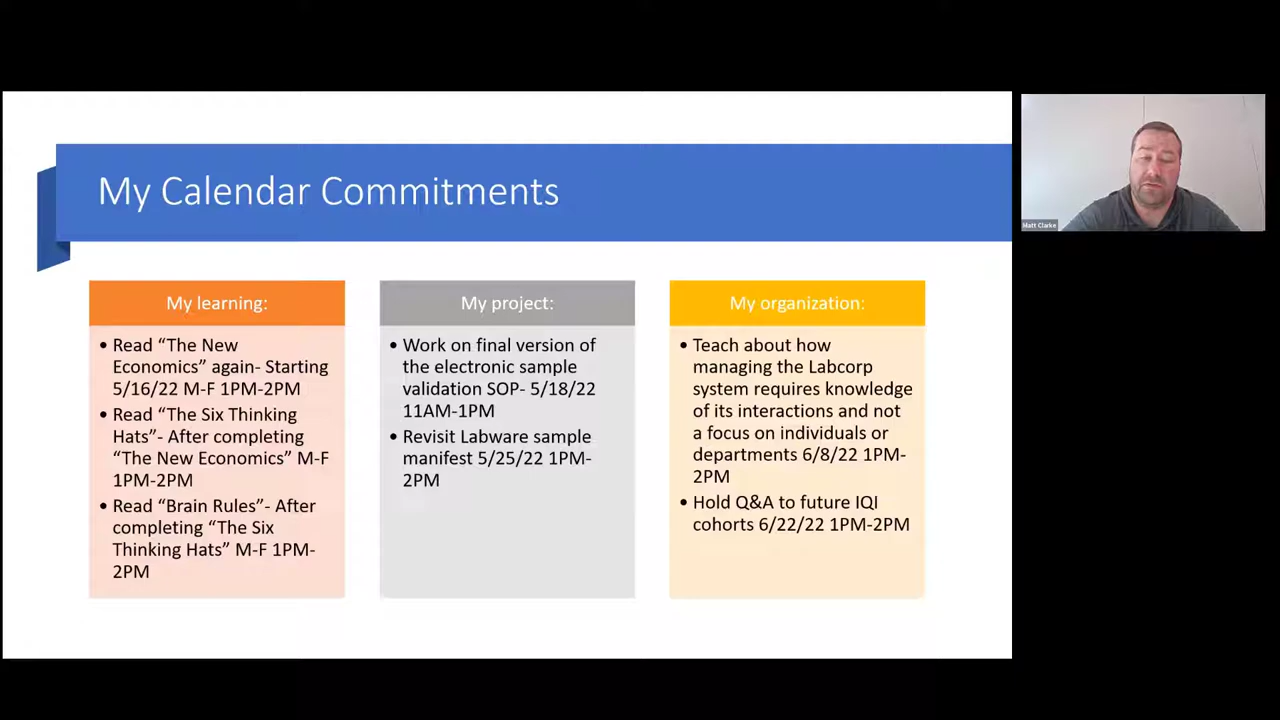 My Calendar Commitments
My learning:
• Read “The New
Economics” again- Starting
5/16/22 M-F 1PM-2PM
• Read “The Six Thinking
Hats”- After completing
“The New Economics” M-F
1PM-2PM
• Read “Brain Rules”- After
completing “The Six
Thinking Hats” M-F 1PM-
2PM
My project:
• Work on final version of
the electronic sample
validation SOP- 5/18/22
11AM-1PM
• Revisit Labware sample
manifest 5/25/22 1PM-
2PM
My organization:
• Teach about how
managing the Labcorp
system requires knowledge
of its interactions and not
a focus on individuals or
departments 6/8/22 1PM-
2PM
• Hold Q&A to future IQI
cohorts 6/22/22 1PM-2PM
Matt Clarke